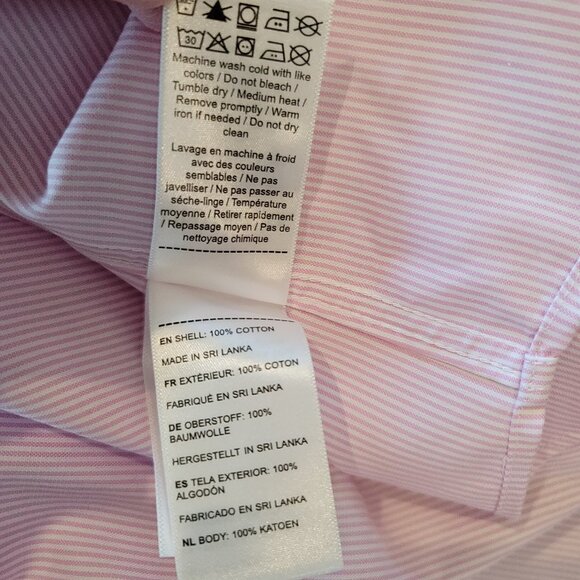 30
Machine wash cold with like
colors / Do not bleach /
Tumble dry / Medium heat /
Remove promptly / Warm
iron if needed / Do not dry
clean
Lavage en machine à froid
avec des couleurs
semblables / Ne pas
javelliser / Ne pas passer au
séche-linge / Température
moyenne / Retirer rapidement
/ Repassage moyen / Pas de
nettoyage chimique
EN SHELL: 100% COTTON
MADE IN SRI LANKA
FR EXTÉRIEUR: 100% COTON
FABRIQUÉ EN SRI LANKA
DE OBERSTOFF: 100%
BAUMWOLLE
HERGESTELLT IN SRI LANKA
ES TELA EXTERIOR: 100%
ALGODÓN
FABRICADO EN SRI LANKA
NL BODY: 100% KATOEN